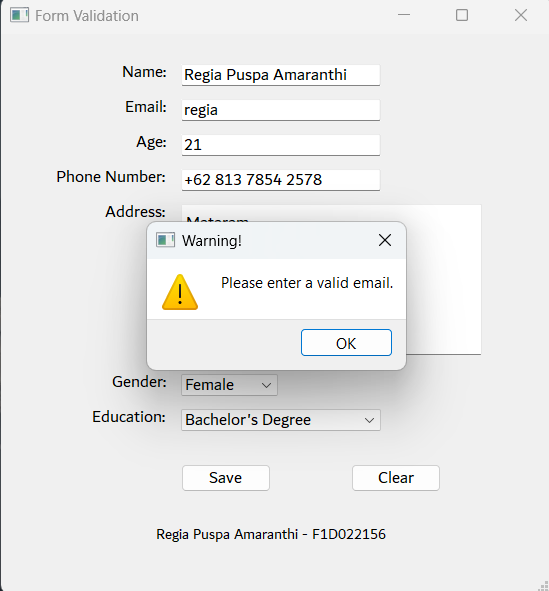 Form Validation
Name: Regia Puspa Amaranthi
Email: regia
Age: 21
Phone Number: +62 813 7854 2578
Address:
Warning!
Please enter a valid email.
OK
Gender: Female
Education: Bachelor's Degree
Save Clear
Regia Puspa Amaranthi - F1D022156